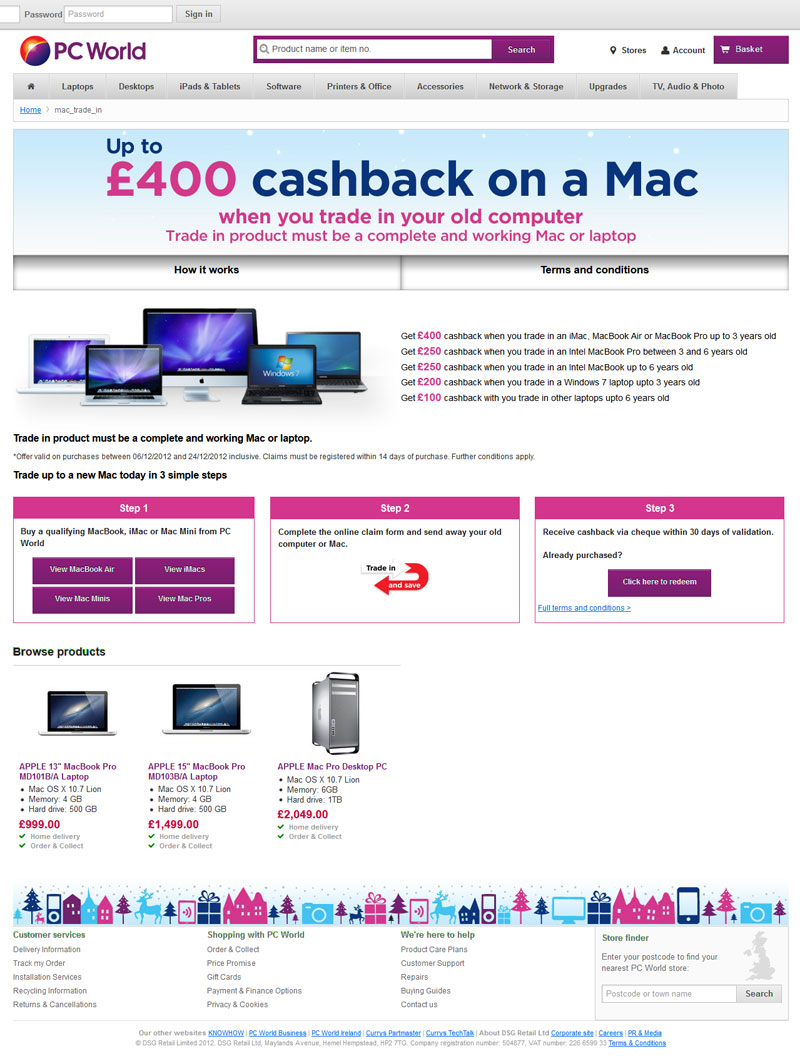 Password Password Sign in
PC World
Product name or item no. Search
Stores Account Basket
Laptops Desktops iPads & Tablets Software Printers & Office Accessories Network & Storage Upgrades TV, Audio & Photo
Home > mac_trade_in
Up to
£400 cashback on a Mac
when you trade in your old computer
Trade in product must be a complete and working Mac or laptop
How it works Terms and conditions
Windows 7
Get £400 cashback when you trade in an iMac, MacBook Air or MacBook Pro up to 3 years old
Get £250 cashback when you trade in an Intel MacBook Pro between 3 and 6 years old
Get £250 cashback when you trade in an Intel MacBook up to 6 years old
Get £200 cashback when you trade in a Windows 7 laptop upto 3 years old
Get £100 cashback with you trade in other laptops upto 6 years old
Trade in product must be a complete and working Mac or laptop.
*Offer valid on purchases between 06/12/2012 and 24/12/2012 inclusive. Claims must be registered within 14 days of purchase. Further conditions apply.
Trade up to a new Mac today in 3 simple steps
Step 1
Buy a qualifying MacBook, iMac or Mac Mini from PC
World
View MacBook Air View iMacs
View Mac Minis View Mac Pros
Step 2
Complete the online claim form and send away your old
computer or Mac.
Trade in
and save
Step 3
Receive cashback via cheque within 30 days of validation.
Already purchased?
Click here to redeem
Full terms and conditions >
Browse products
APPLE 13" MacBook Pro
MD101B/A Laptop
Mac OS X 10.7 Lion
Memory: 4 GB
Hard drive: 500 GB
£999.00
Home delivery
Order & Collect
APPLE 15" MacBook Pro
MD103B/A Laptop
Mac OS X 10.7 Lion
Memory: 4 GB
Hard drive: 500 GB
£1,499.00
Home delivery
Order & Collect
APPLE Mac Pro Desktop PC
Mac OS X 10.7 Lion
Memory: 6GB
Hard drive: 1TB
£2,049.00
Home delivery
Order & Collect
Customer services
Delivery Information
Track my Order
Installation Services
Recycling Information
Returns & Cancellations
Shopping with PC World
Order & Collect
Price Promise
Gift Cards
Payment & Finance Options
Privacy & Cookies
We're here to help
Product Care Plans
Customer Support
Repairs
Buying Guides
Contact us
Store finder
Enter your postcode to find your
nearest PC World store:
Postcode or town name Search
Our other websites KNOWHOW | PC World Business | PC World Ireland | Currys Partmaster | Currys TechTalk | About DSG Retail Ltd Corporate site | Careers | PR & Media
© DSG Retail Limited 2012. DSG Retail Ltd, Maylands Avenue, Hemel Hempstead, HP2 7TG. Company registration number: 504877, VAT number: 226 6599 33 Terms & Conditions